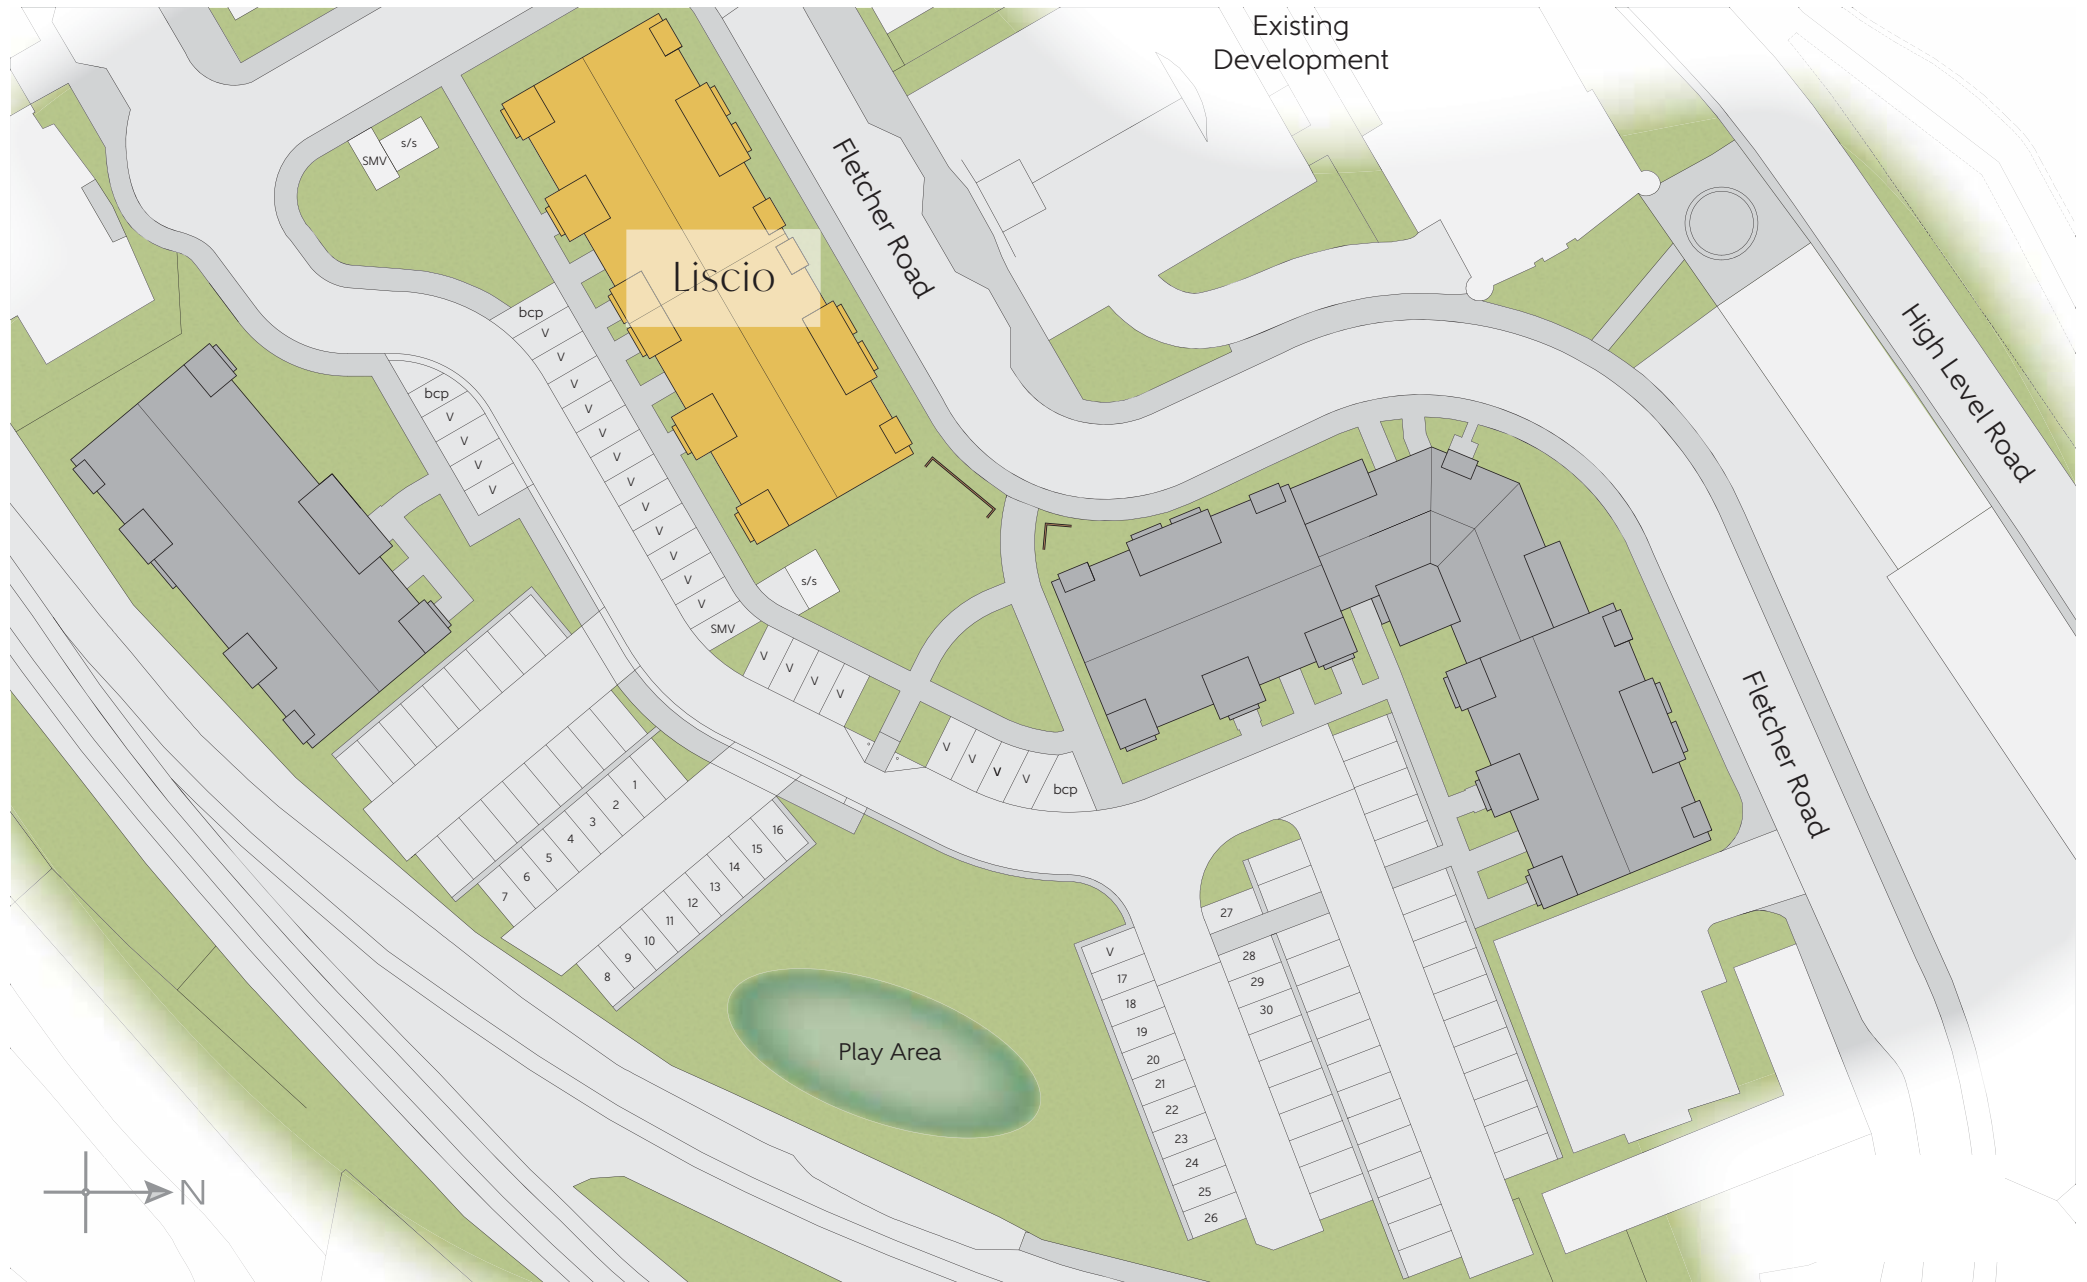 Existing
Development
Fletcher Road
High Level Road
SMV
s/s
Liscio
bcp
V
V
V
V
V
V
V
V
V
V
V
V
SMV
bcp
V
V
V
V
s/s
V
V
V
V
V
V
V
V
bcp
Fletcher Road
1
2
3
4
5
6
7
16
15
14
13
12
11
10
9
8
27
28
29
30
V
17
18
19
20
21
22
23
24
25
26
Play Area
N